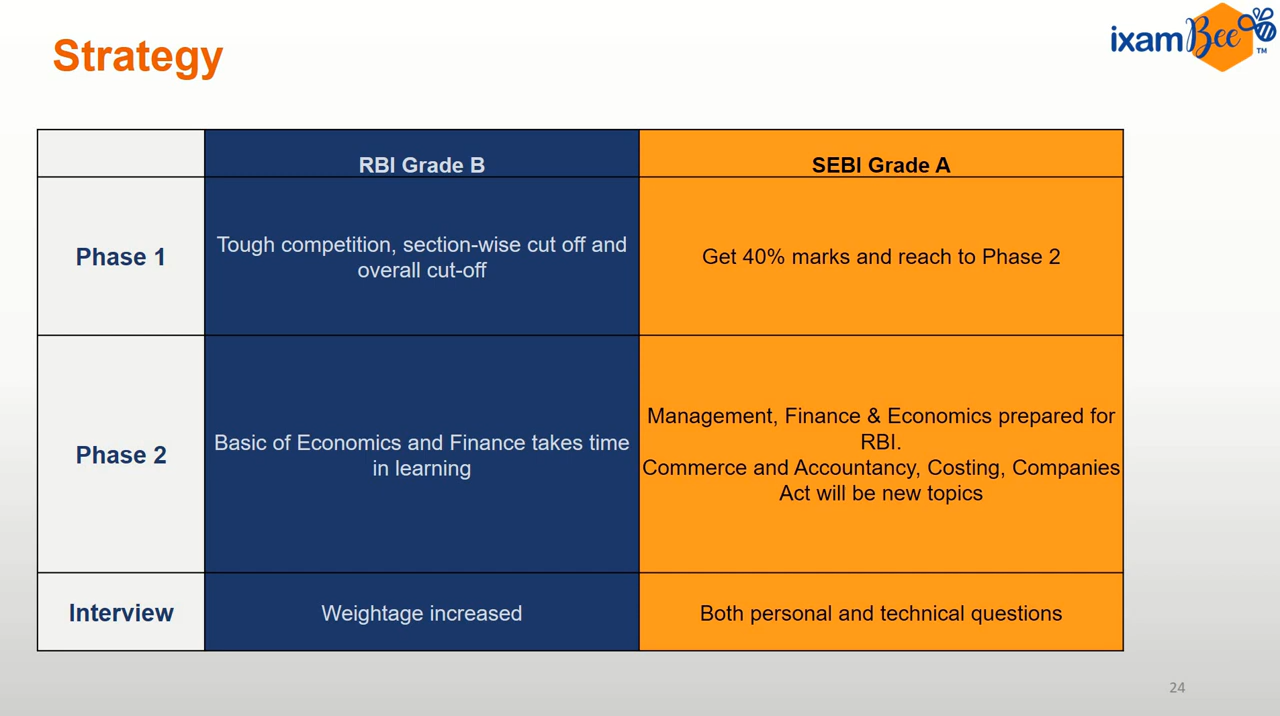 Strategy
ixamBee TM
RBI Grade B
SEBI Grade A
Phase 1
Tough competition, section-wise cut off and
overall cut-off
Get 40% marks and reach to Phase 2
Phase 2
Basic of Economics and Finance takes time
in learning
Management, Finance & Economics prepared for
RBI.
Commerce and Accountancy, Costing, Companies
Act will be new topics
Interview
Weightage increased
Both personal and technical questions
24